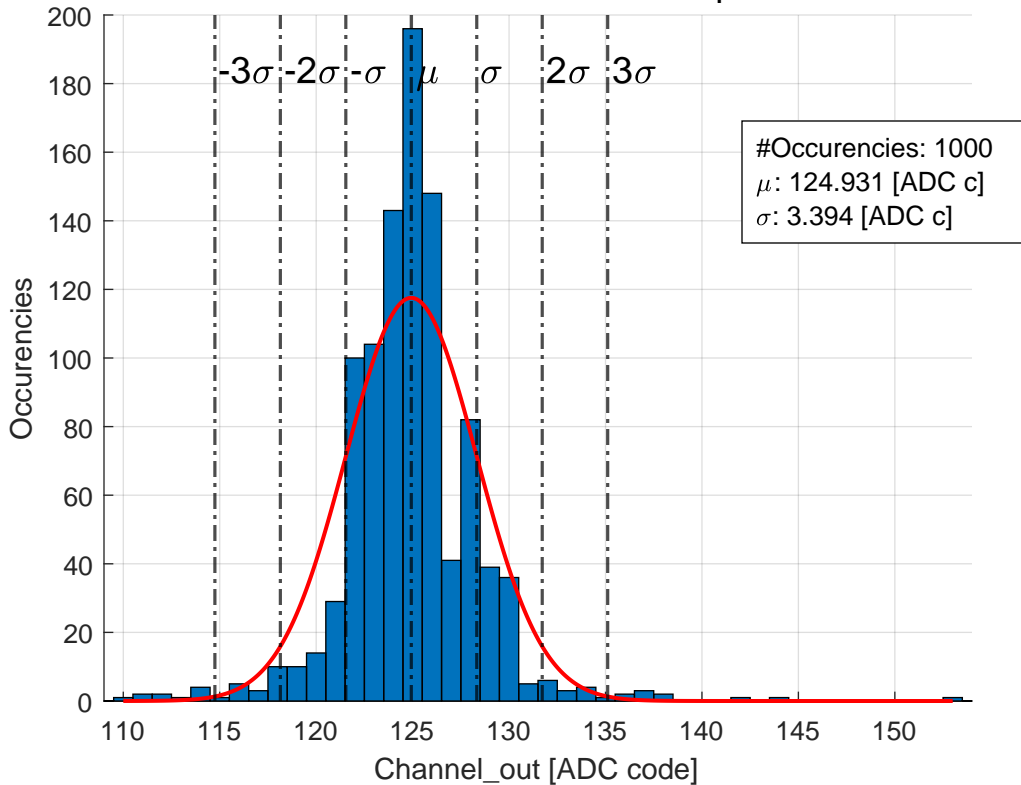 200
180
160
140
120
100
80
60
40
20
0
Occurencies
-3σ -2σ -σ μ σ 2σ 3σ
#Occurencies: 1000
μ: 124.931 [ADC c]
σ: 3.394 [ADC c]
110 115 120 125 130 135 140 145 150
Channel_out [ADC code]